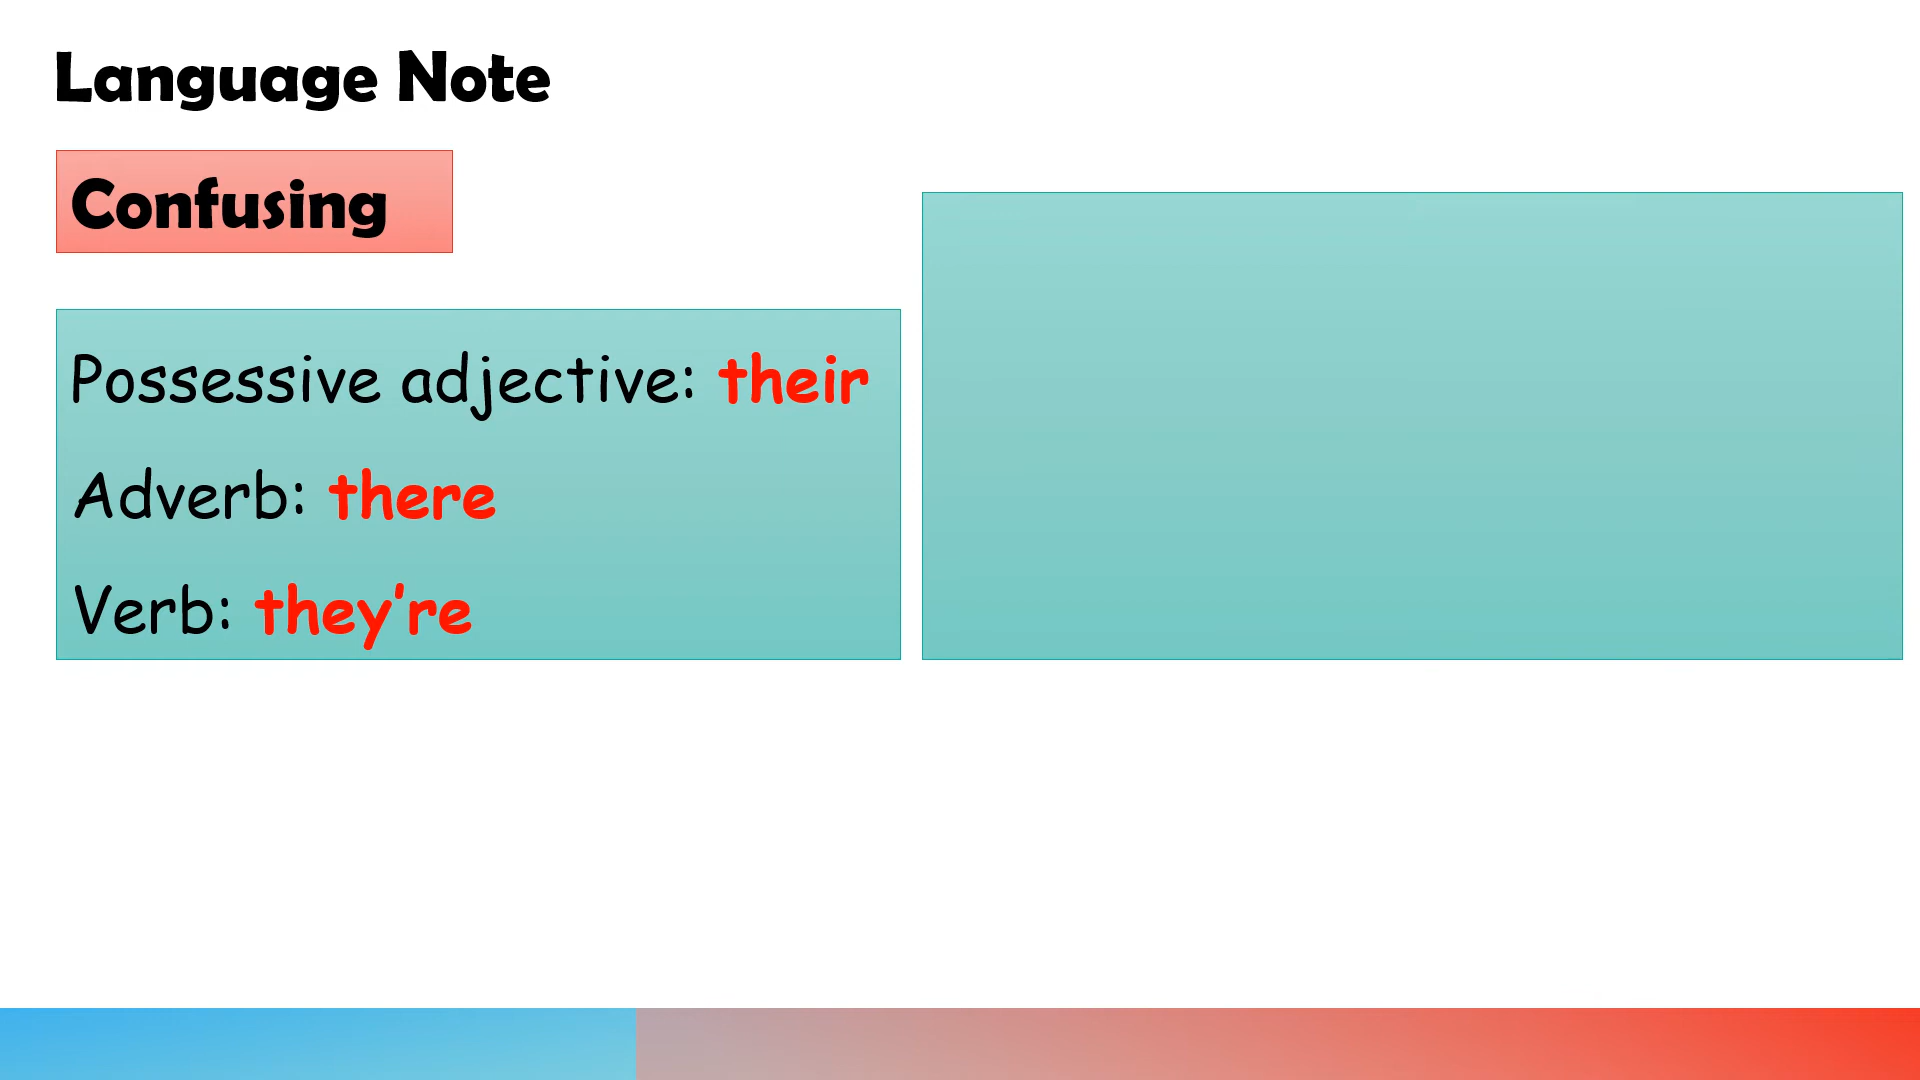 Language Note
Confusing
Possessive adjective: their
Adverb: there
Verb: they’re